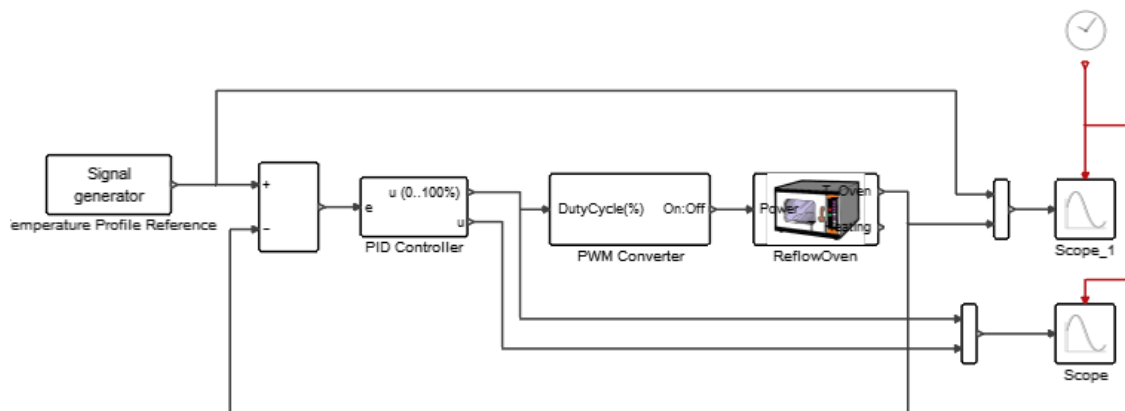 Signal
generator
emperature Profile Reference
+
−
u (0..100%)
e
u
PID Controller
DutyCycle(%) On:Off
PWM Converter
Power
ReflowOven
Scope_1
Scope